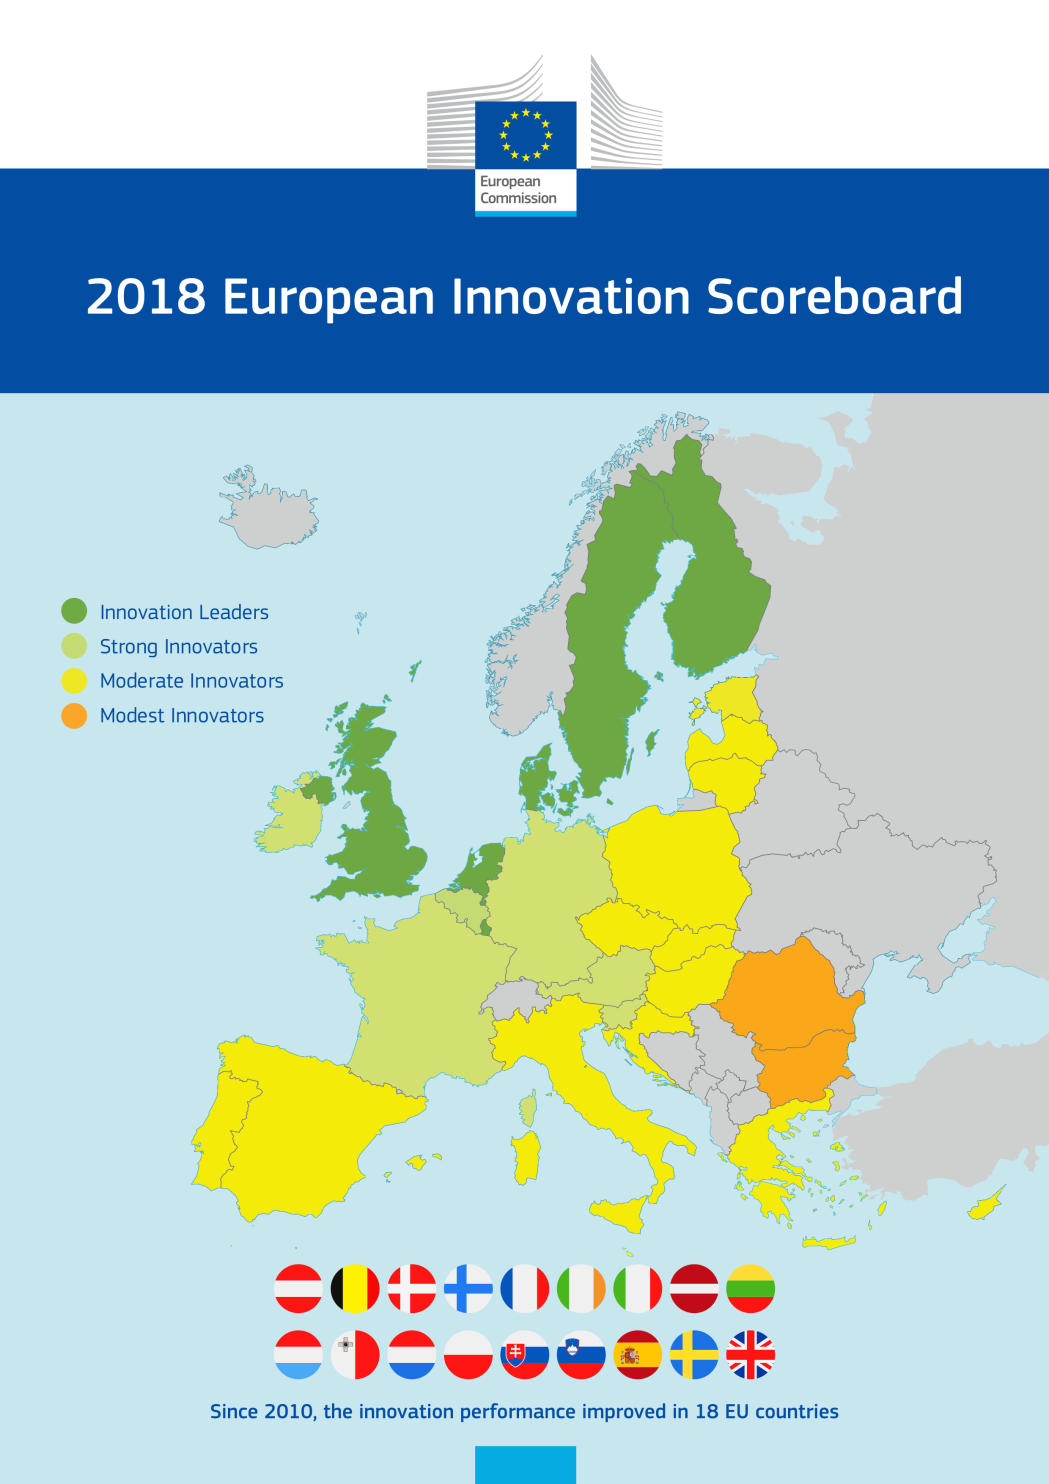 European
Commission
2018 European Innovation Scoreboard
Innovation Leaders
Strong Innovators
Moderate Innovators
Modest Innovators
Since 2010, the innovation performance improved in 18 EU countries